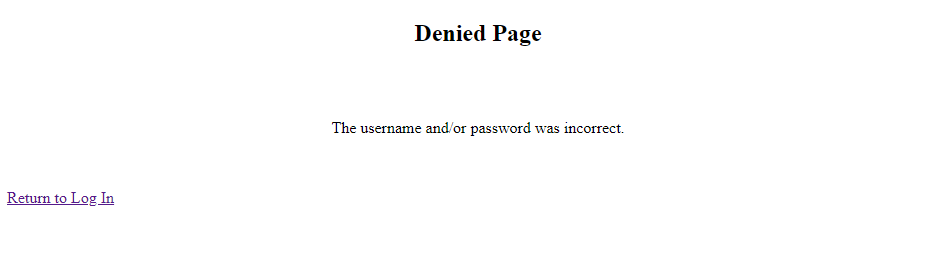 Denied Page
The username and/or password was incorrect.
Return to Log In